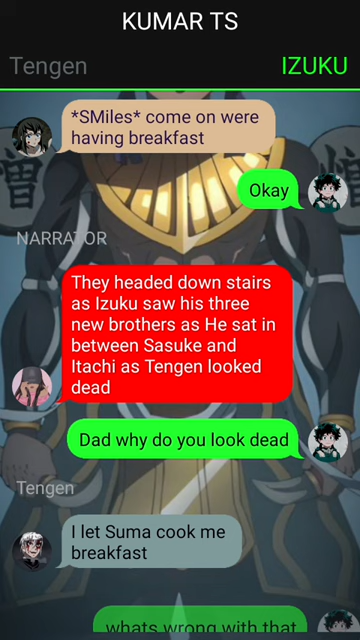 KUMAR TS
Tengen
IZUKU
*SMiles* come on were
having breakfast
Okay
NARRATOR
They headed down stairs
as Izuku saw his three
new brothers as He sat in
between Sasuke and
Itachi as Tengen looked
dead
Dad why do you look dead
Tengen
I let Suma cook me
breakfast
whats wrong with that